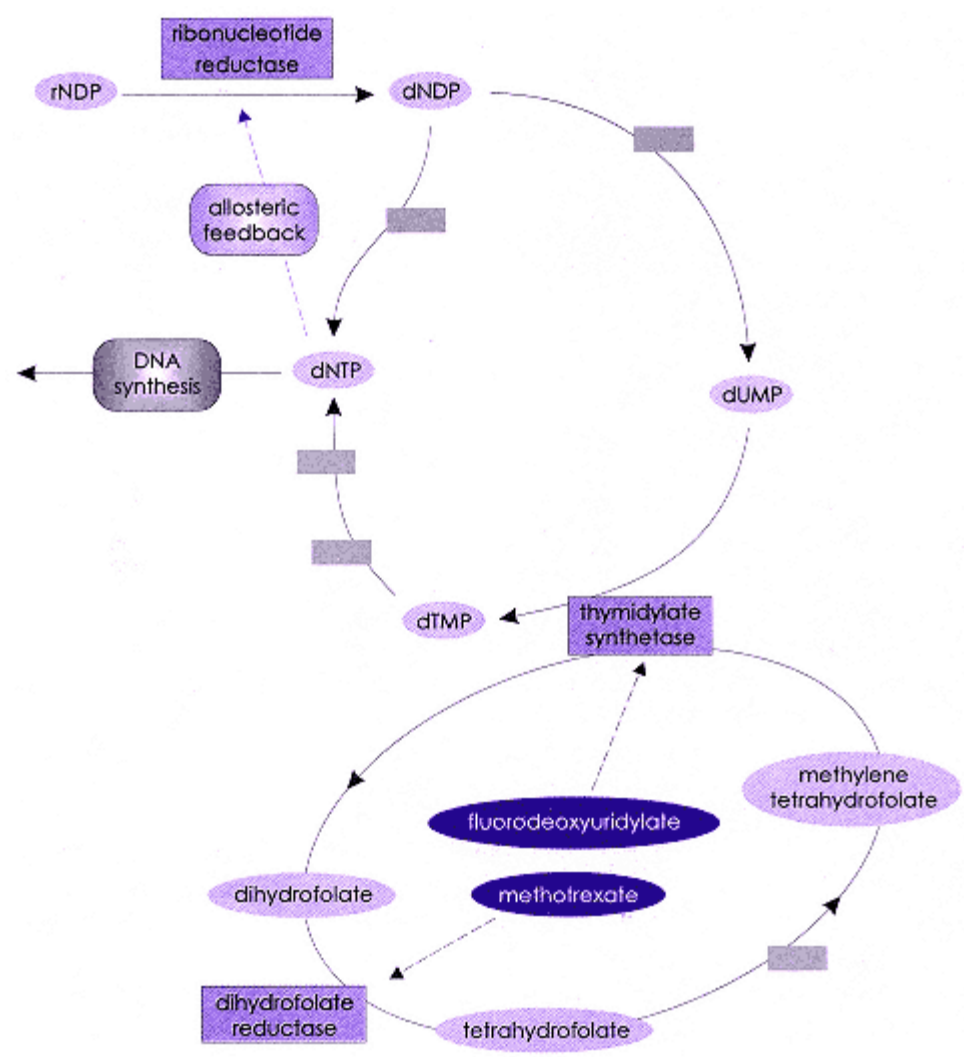 ribonucleotide
reductase
rNDP
dNDP
allosteric
feedback
DNA
synthesis
dNTP
dUMP
dTMP
thymidylate
synthetase
methylene
tetrahydrofolate
fluorodeoxyuridylate
dihydrofolate
methotrexate
dihydrofolate
reductase
tetrahydrofolate